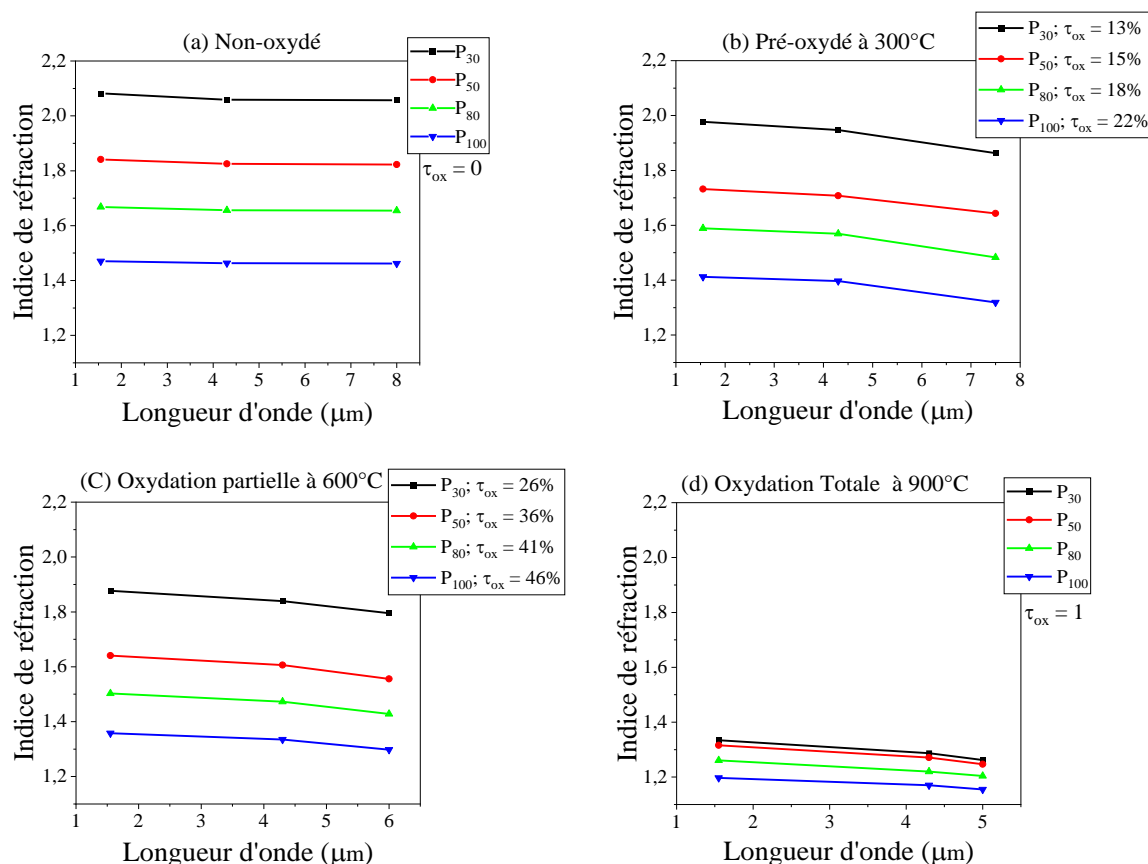 (a) Non-oxydé
P30
P50
P80
P100
τox = 0
2,2
2,0
1,8
1,6
1,4
1,2
Indice de réfraction
1 2 3 4 5 6 7 8
Longueur d'onde (μm)
(b) Pré-oxydé à 300°C
P30; τox = 13%
P50; τox = 15%
P80; τox = 18%
P100; τox = 22%
2,2
2,0
1,8
1,6
1,4
1,2
Indice de réfraction
1 2 3 4 5 6 7 8
Longueur d'onde (μm)
(C) Oxydation partielle à 600°C
P30; τox = 26%
P50; τox = 36%
P80; τox = 41%
P100; τox = 46%
2,2
2,0
1,8
1,6
1,4
1,2
Indice de réfraction
1 2 3 4 5 6
Longueur d'onde (μm)
(d) Oxydation Totale à 900°C
P30
P50
P80
P100
τox = 1
2,2
2,0
1,8
1,6
1,4
1,2
Indice de réfraction
1 2 3 4 5
Longueur d'onde (μm)